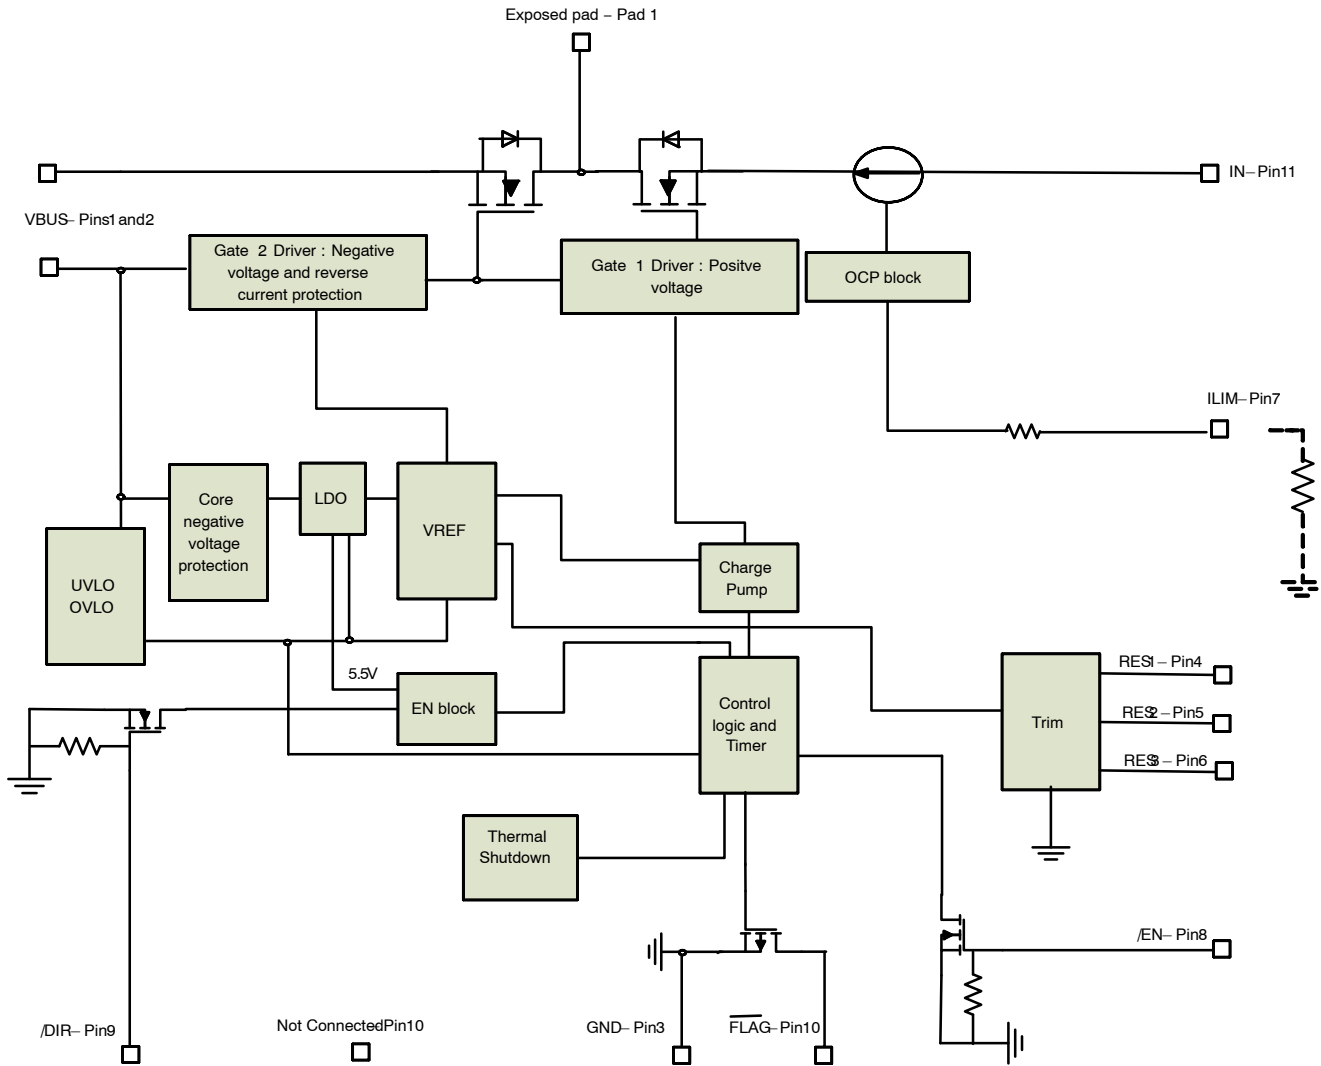 Exposed pad – Pad 1
IN–Pin11
VBUS–Pins1and2
Gate 2 Driver : Negative
voltage and reverse
current protection
Gate 1 Driver : Positve
voltage
OCP block
ILIM–Pin7
Core
negative
voltage
protection
LDO
VREF
UVLO
OVLO
Charge
Pump
5.5V
EN block
Control
logic and
Timer
Trim
RES1–Pin4
RES2–Pin5
RES3–Pin6
Thermal
Shutdown
/EN–Pin8
/DIR–Pin9
Not ConnectedPin10
GND–Pin3
FLAG–Pin10